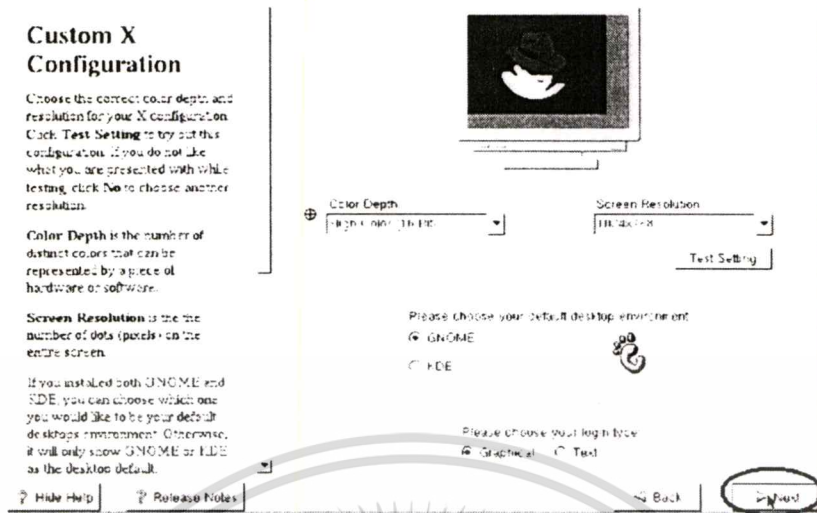 Custom X
Configuration
Choose the correct color depth and
resolution for your X configuration.
Click Test Setting to try out this
configuration. If you do not like
what you are presented with while
testing, click No to choose another
resolution.
Color Depth is the number of
distinct colors that can be
represented by a piece of
hardware or software.
Screen Resolution is the the
number of dots (pixels) on the
entire screen.
If you installed both GNOME and
KDE, you can choose which one
you would like to be your default
desktops environment. Otherwise,
it will only show GNOME or KDE
as the desktop default.
? Hide Help
? Release Notes
Color Depth
High Color (16 Bit)
Screen Resolution
Test Setting
Please choose your default desktop environment
GNOME
KDE
Please choose your login type
Graphical
Text
Back
Next